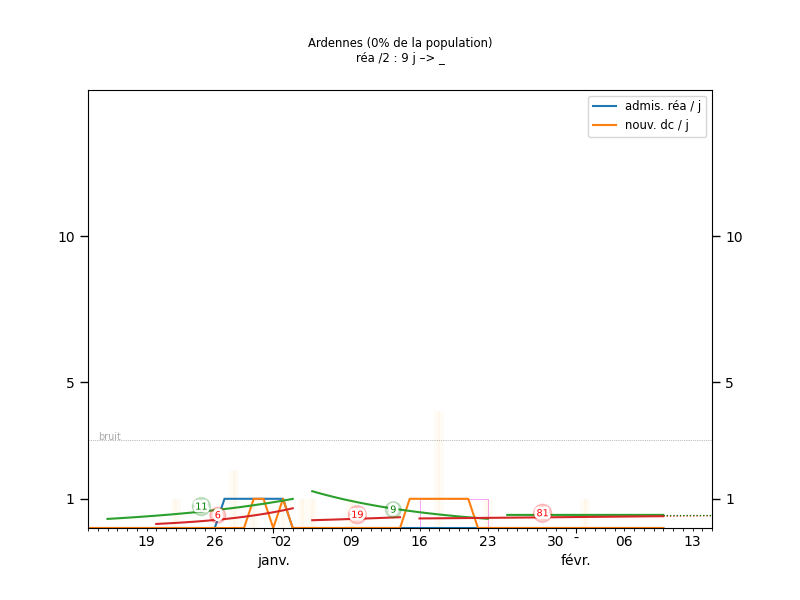 Ardennes (0% de la population)
réa /2 : 9 j –> _
admis. réa / j
nouv. dc / j
10
10
5
5
bruit
1
1
11
6
19
9
81
19
26
02
09
16
23
30
06
13
janv.
févr.